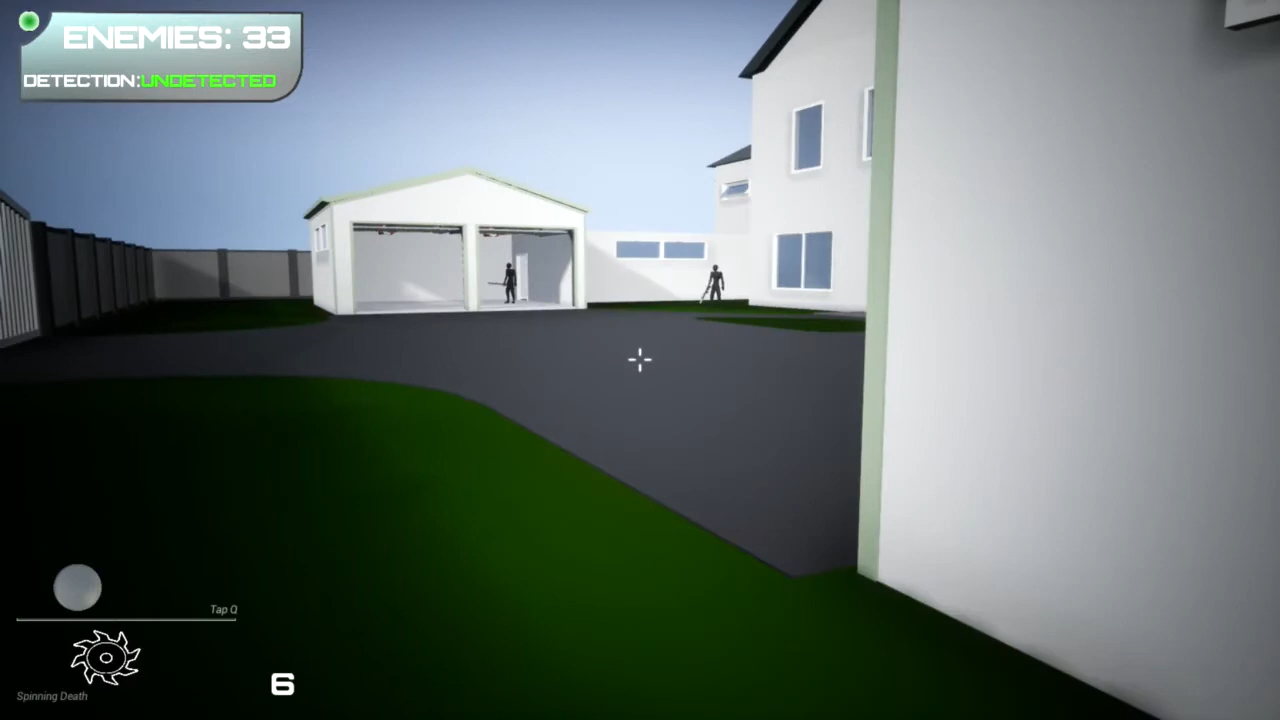 ENEMIES: 33
DETECTION:UNDETECTED
Tap Q
Spinning Death
6